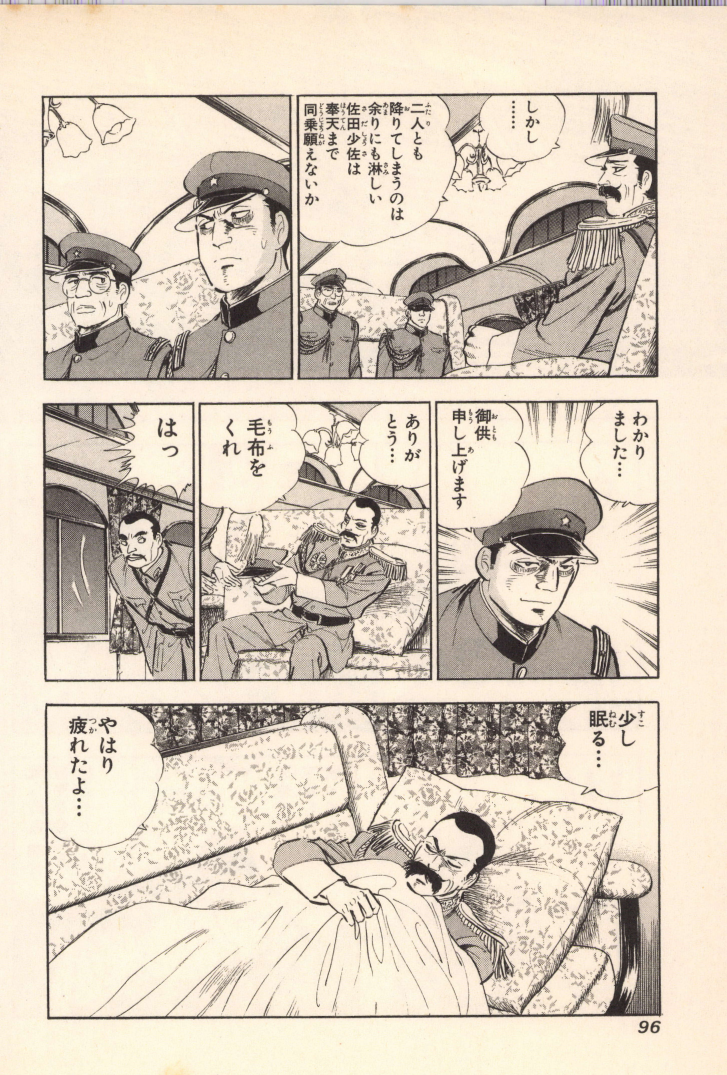 しかし
……
二人とも
降りてしまうのは
余りにも淋しい
佐田少佐は
奉天まで
同乗願えないか
わかり
ました…
御供
申し上げます
ありが
とう…
毛布を
くれ
はっ
少し
眠る…
やはり
疲れたよ…
96